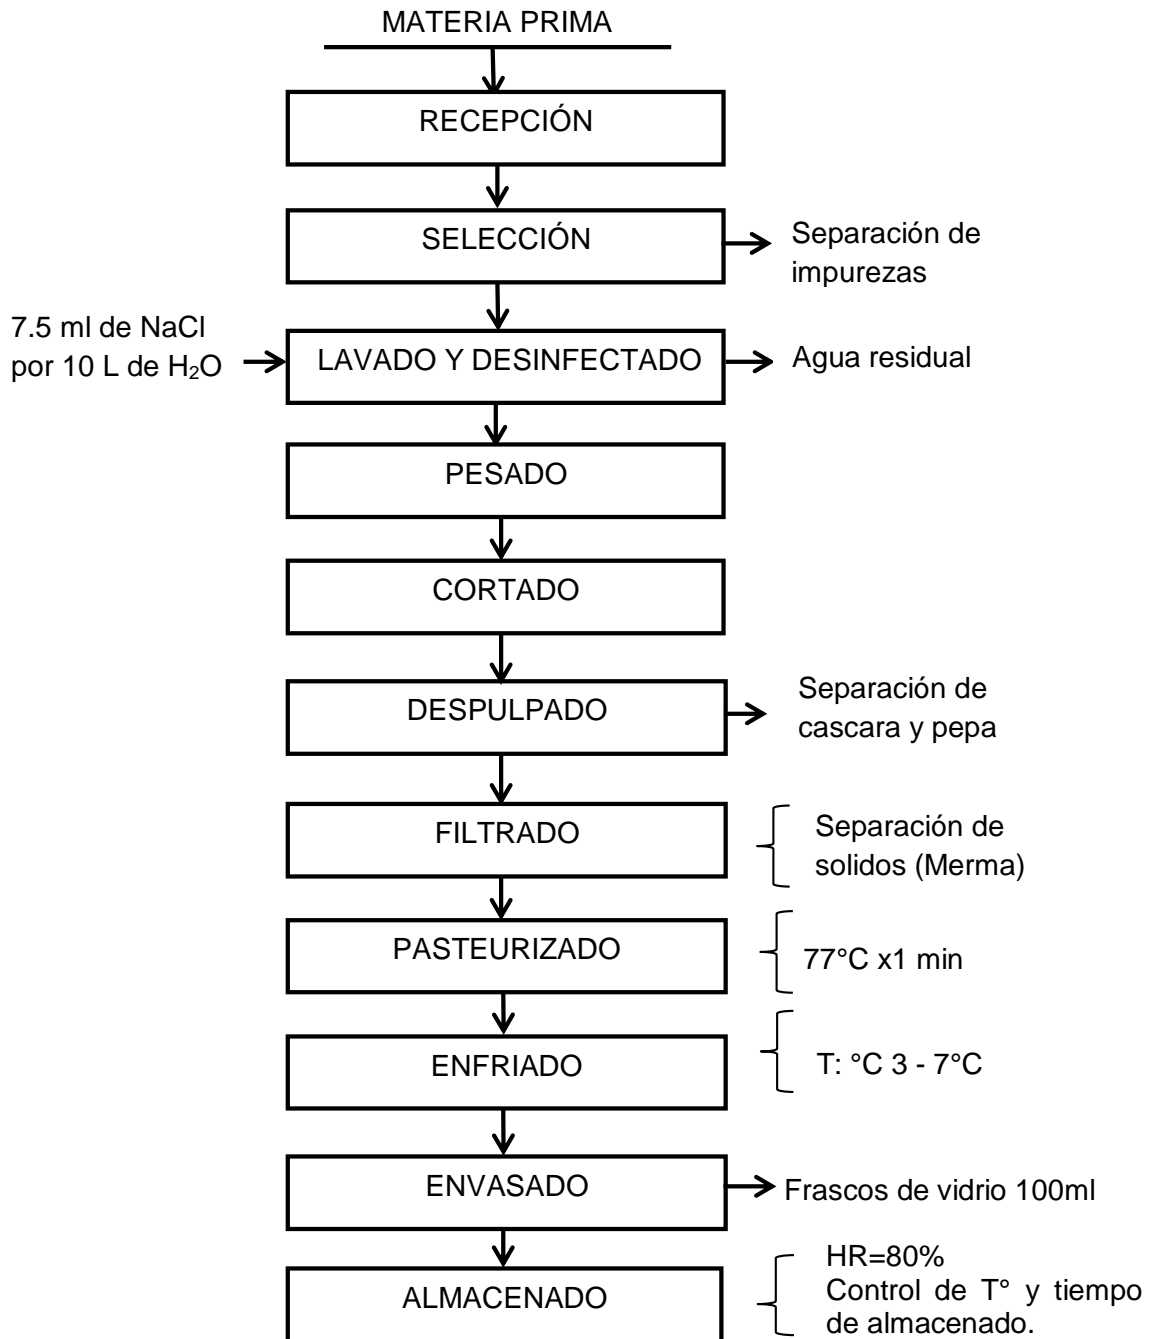 MATERIA PRIMA
RECEPCIÓN
SELECCIÓN
Separación de
impurezas
7.5 ml de NaCl
por 10 L de H₂O
LAVADO Y DESINFECTADO
Agua residual
PESADO
CORTADO
DESPULPADO
Separación de
cascara y pepa
FILTRADO
Separación de
solidos (Merma)
PASTEURIZADO
77°C x1 min
ENFRIADO
T: °C 3 - 7°C
ENVASADO
Frascos de vidrio 100ml
ALMACENADO
HR=80%
Control de T° y tiempo
de almacenado.